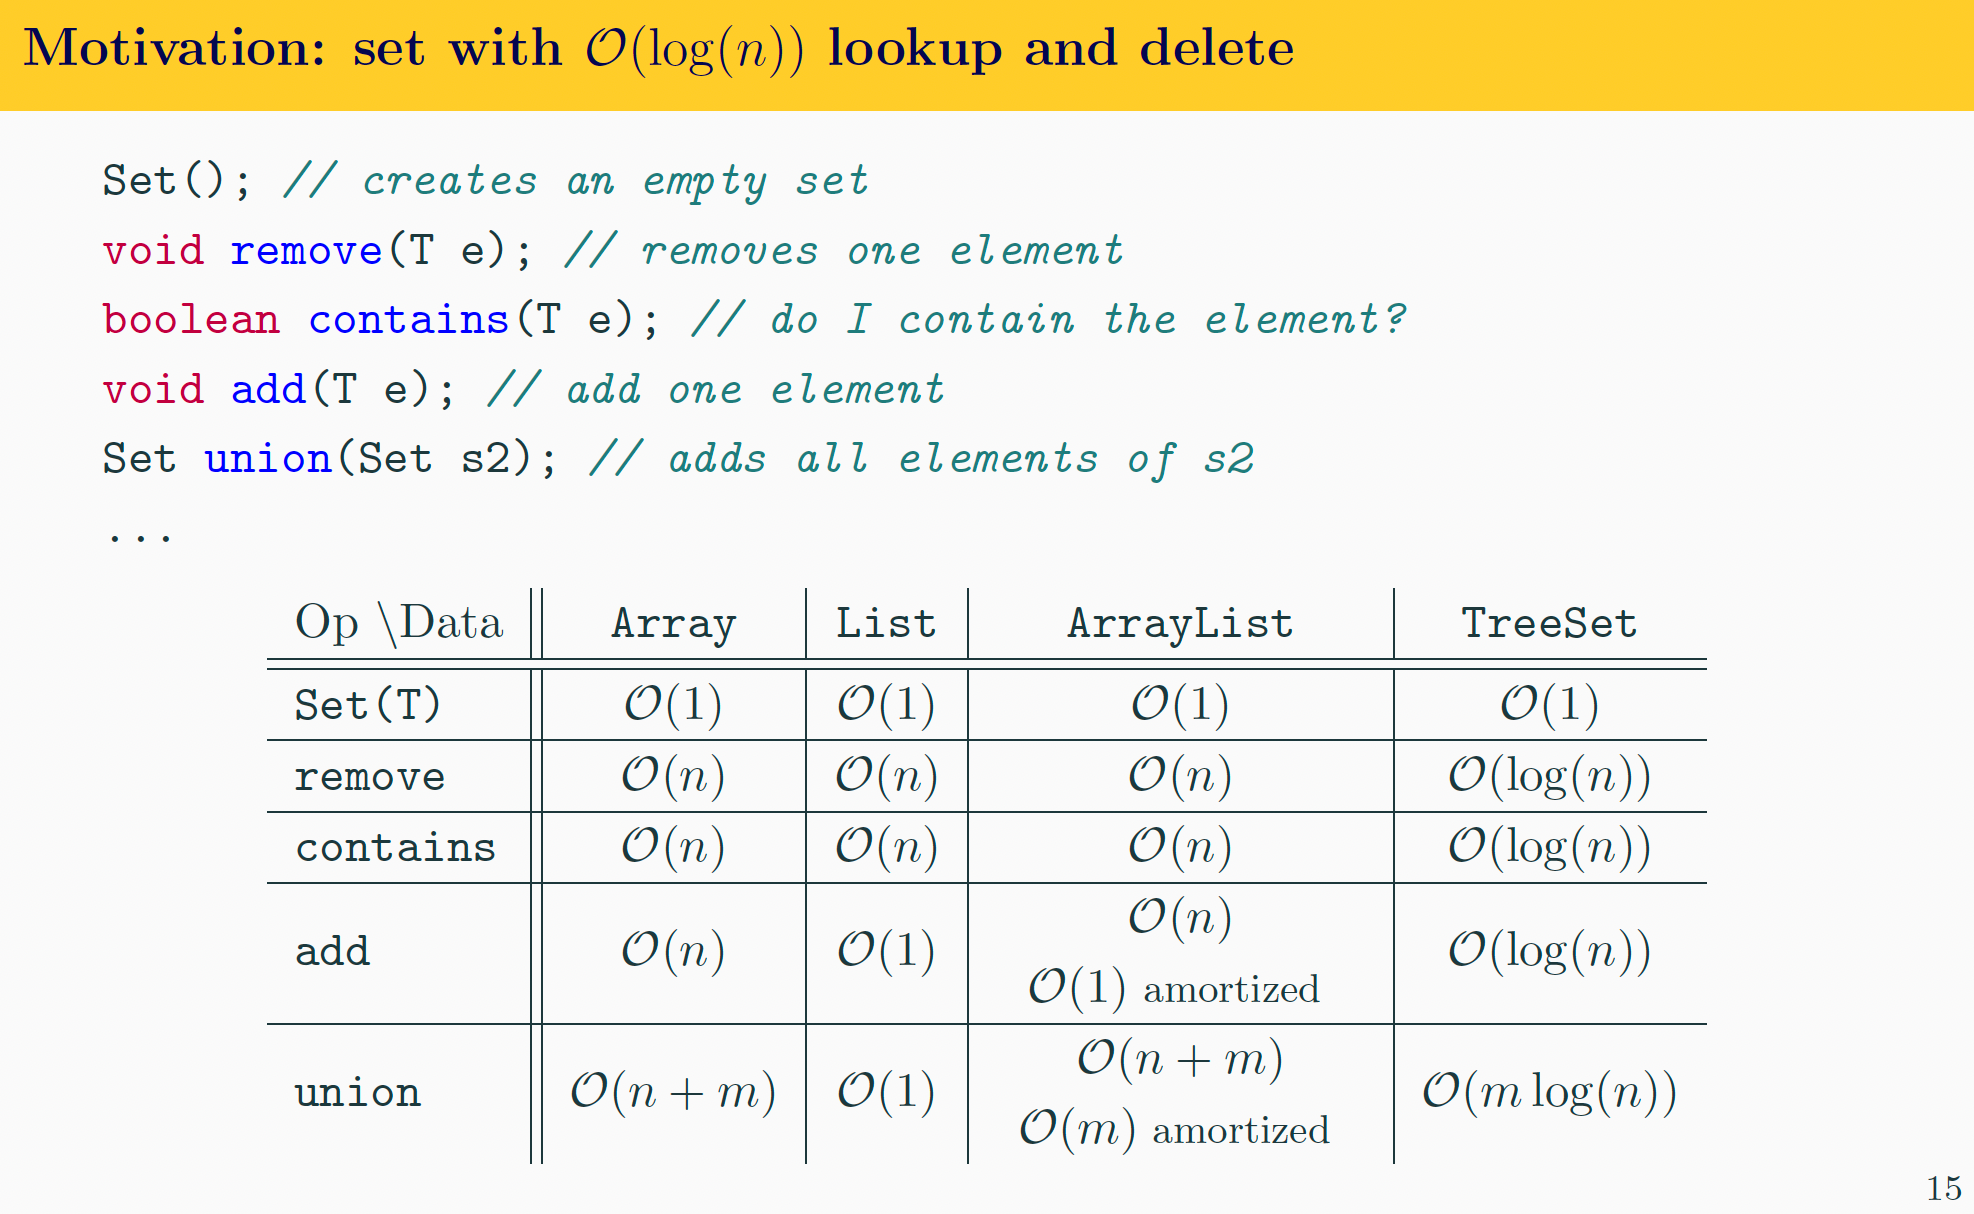 Motivation: set with O(log(n)) lookup and delete
Set(); // creates an empty set
void remove(T e); // removes one element
boolean contains(T e); // do I contain the element?
void add(T e); // add one element
Set union(Set s2); // adds all elements of s2
...
Op \Data Array List ArrayList TreeSet
Set(T) O(1) O(1) O(1) O(1)
remove O(n) O(n) O(n) O(log(n))
contains O(n) O(n) O(n) O(log(n))
add O(n) O(1) O(n) O(log(n))
O(1) amortized
union O(n + m) O(1) O(n + m) O(m log(n))
O(m) amortized
15